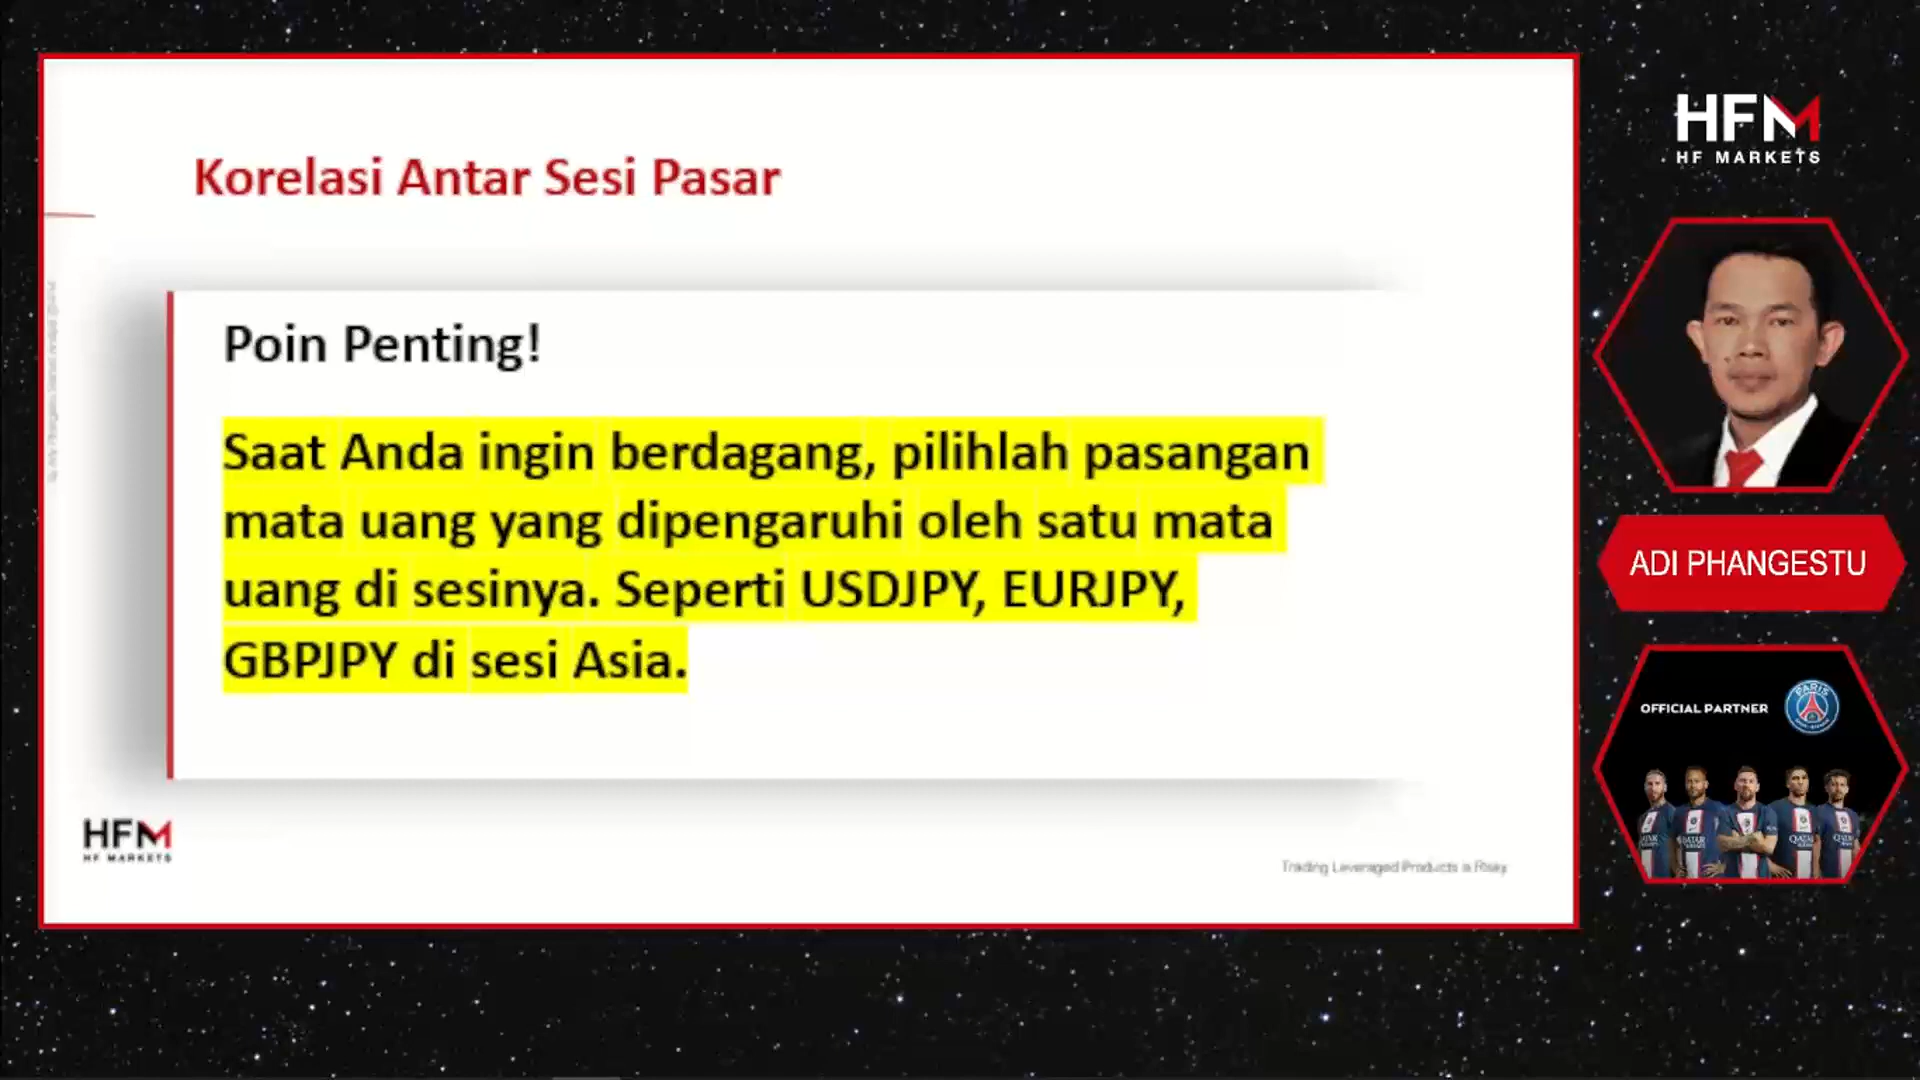 Korelasi Antar Sesi Pasar
Poin Penting!
Saat Anda ingin berdagang, pilihlah pasangan
mata uang yang dipengaruhi oleh satu mata
uang di sesinya. Seperti USDJPY, EURJPY,
GBPJPY di sesi Asia.
HFM
HF MARKETS
Trading Leveraged Products is Risky
HFM
HF MARKETS
ADI PHANGESTU
OFFICIAL PARTNER
PARIS